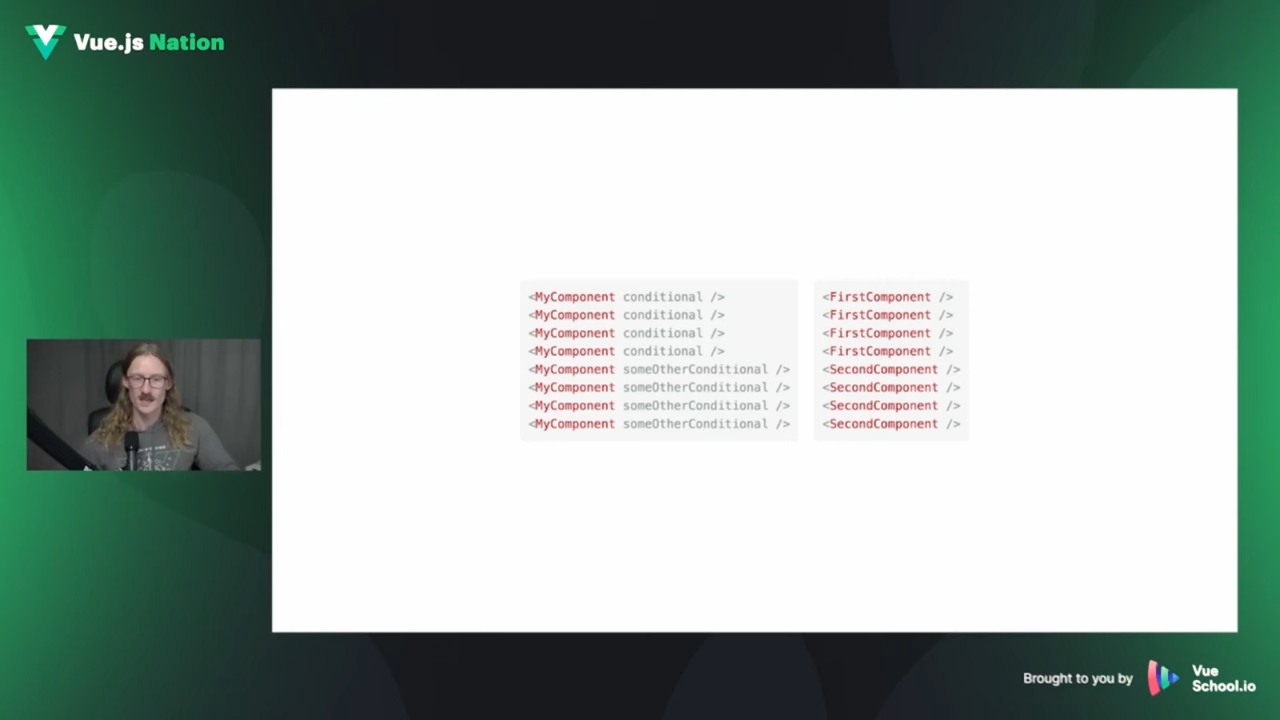 Vue.js Nation
<MyComponent conditional />
<MyComponent conditional />
<MyComponent conditional />
<MyComponent conditional />
<MyComponent someOtherConditional />
<MyComponent someOtherConditional />
<MyComponent someOtherConditional />
<MyComponent someOtherConditional />
<FirstComponent />
<FirstComponent />
<FirstComponent />
<FirstComponent />
<SecondComponent />
<SecondComponent />
<SecondComponent />
<SecondComponent />
Brought to you by
Vue
School.io